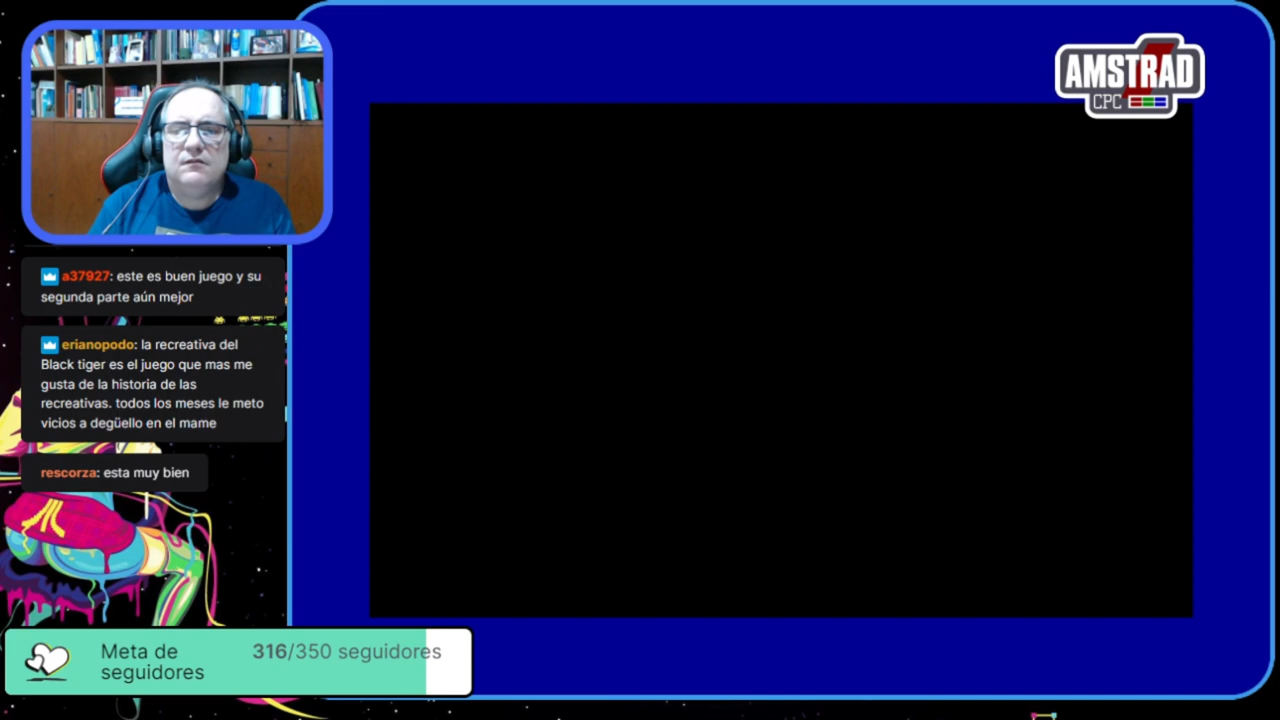 AMSTRAD
CPC
a37927: este es buen juego y su
segunda parte aún mejor
erianopodo: la recreativa del
Black tiger es el juego que mas me
gusta de la historia de las
recreativas. todos los meses le meto
vicios a degüello en el mame
rescorza: esta muy bien
Meta de
seguidores
316/350 seguidores